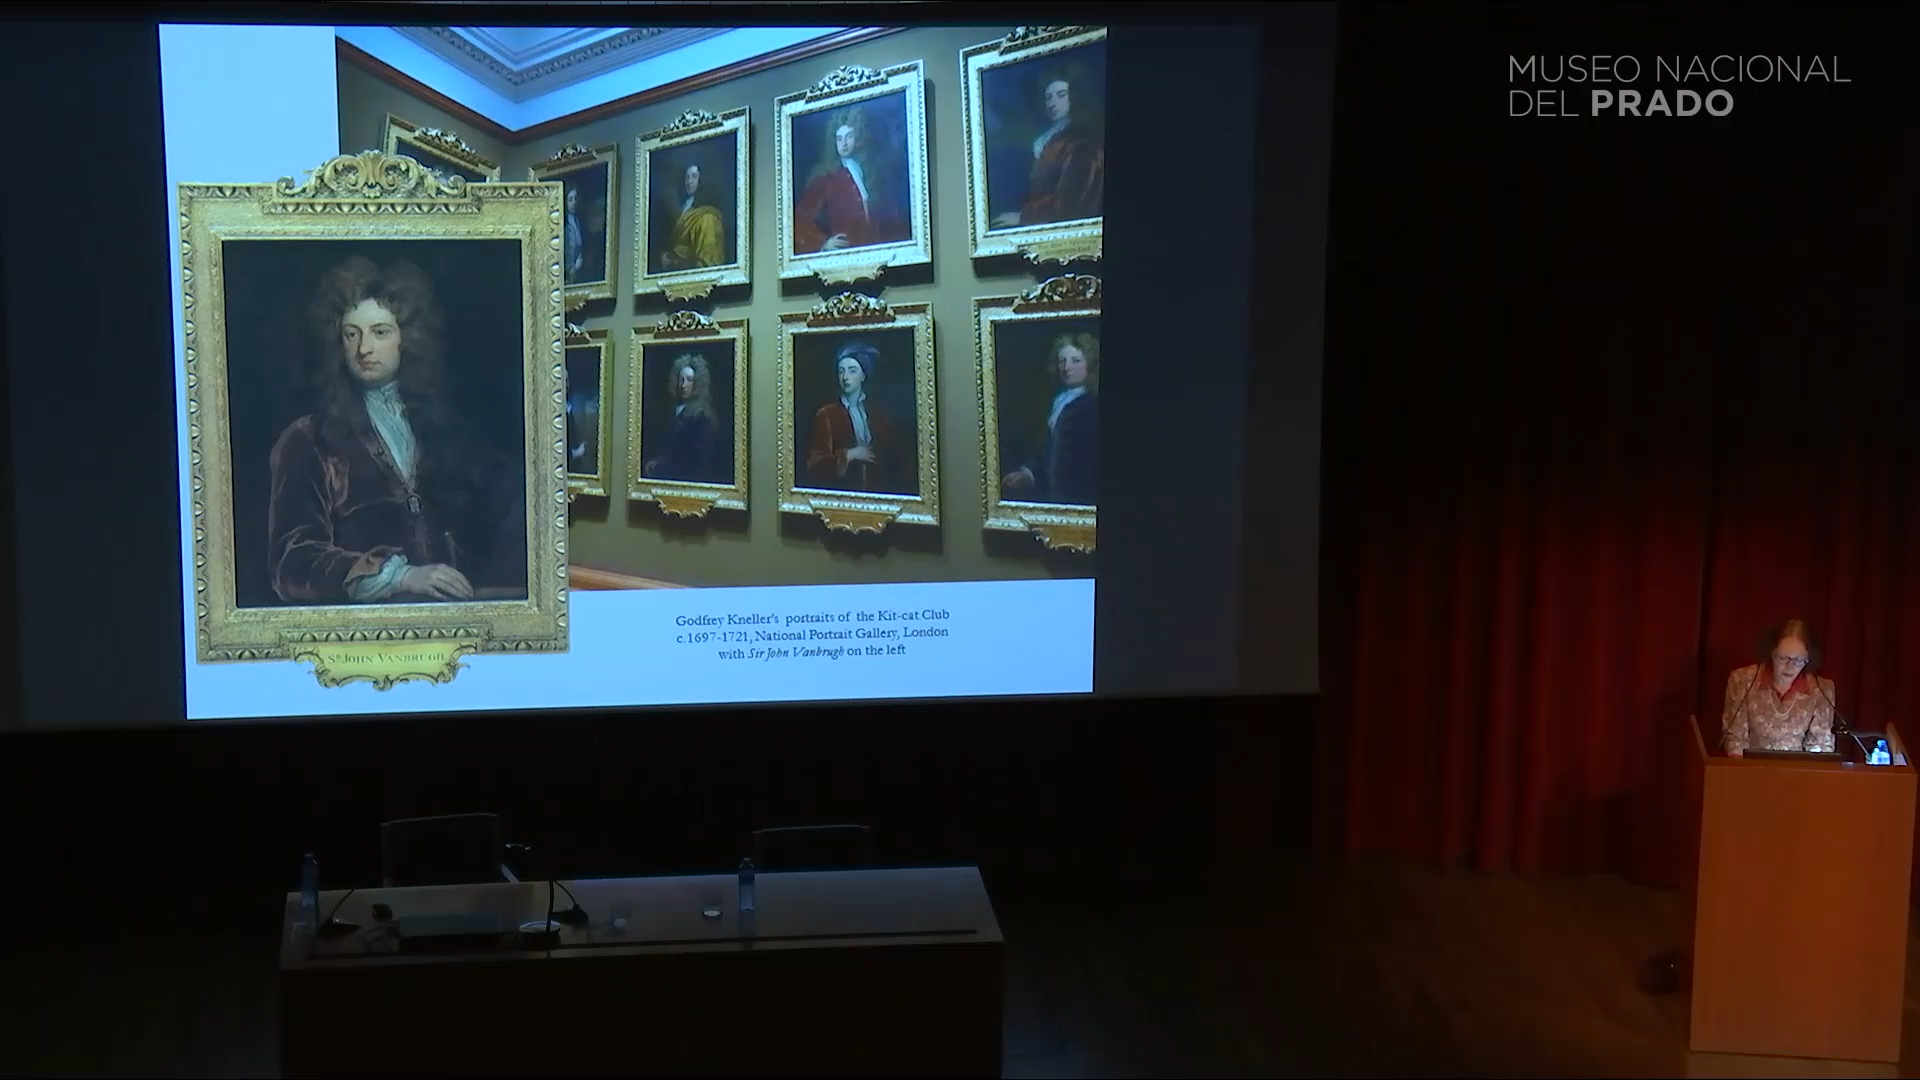 MUSEO NACIONAL
DEL PRADO
Godfrey Kneller's portraits of the Kit-cat Club
c.1697-1721, National Portrait Gallery, London
with Sir John Vanbrugh on the left
SR. JOHN VANBRUGH.